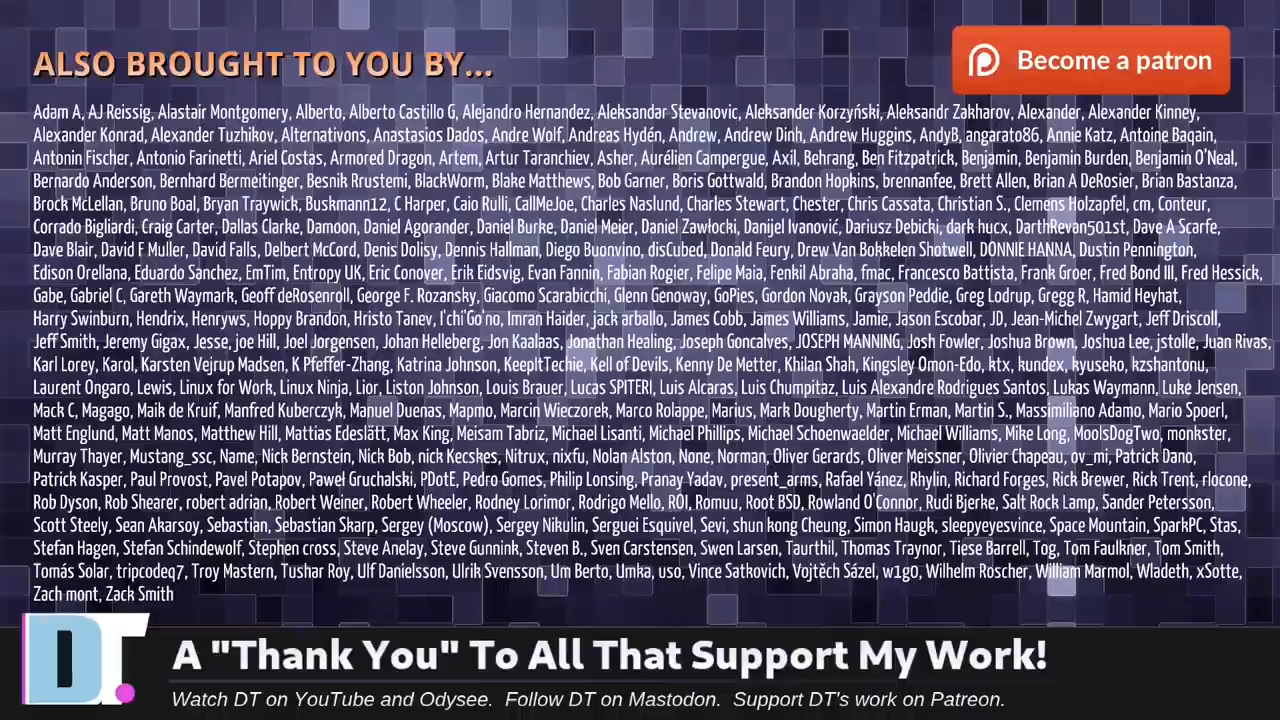 ALSO BROUGHT TO YOU BY...
Become a patron
Adam A, AJ Reissig, Alastair Montgomery, Alberto, Alberto Castillo G, Alejandro Hernandez, Aleksandar Stevanovic, Aleksander Korzyński, Aleksandr Zakharov, Alexander, Alexander Kinney,
Alexander Konrad, Alexander Tuzhikov, Alternativons, Anastasios Dados, Andre Wolf, Andreas Hydén, Andrew, Andrew Dinh, Andrew Huggins, AndyB, angarato86, Annie Katz, Antoine Baqain,
Antonin Fischer, Antonio Farinetti, Ariel Costas, Armored Dragon, Artem, Artur Taranchiev, Asher, Aurélien Campergue, Axil, Behrang, Ben Fitzpatrick, Benjamin, Benjamin Burden, Benjamin O'Neal,
Bernardo Anderson, Bernhard Bermeitinger, Besnik Rrustemi, BlackWorm, Blake Matthews, Bob Garner, Boris Gottwald, Brandon Hopkins, brennanfee, Brett Allen, Brian A DeRosier, Brian Bastanza,
Brock McLellan, Bruno Boal, Bryan Traywick, Buskmann12, C Harper, Caio Rulli, CallMeJoe, Charles Naslund, Charles Stewart, Chester, Chris Cassata, Christian S., Clemens Holzapfel, cm, Conteur,
Corrado Bigliardi, Craig Carter, Dallas Clarke, Damoon, Daniel Agorander, Daniel Burke, Daniel Meier, Daniel Zawłocki, Danijel Ivanović, Dariusz Debicki, dark hucx, DarthRevan501st, Dave A Scarfe,
Dave Blair, David F Muller, David Falls, Delbert McCord, Denis Dolisy, Dennis Hallman, Diego Buonvino, disCubed, Donald Feury, Drew Van Bokkelen Shotwell, DONNIE HANNA, Dustin Pennington,
Edison Orellana, Eduardo Sanchez, EmTim, Entropy UK, Eric Conover, Erik Eidsvig, Evan Fannin, Fabian Rogier, Felipe Maia, Fenkil Abraha, fmac, Francesco Battista, Frank Groer, Fred Bond III, Fred Hessick,
Gabe, Gabriel C, Gareth Waymark, Geoff deRosenroll, George F. Rozansky, Giacomo Scarabicchi, Glenn Genoway, GoPies, Gordon Novak, Grayson Peddie, Greg Lodrup, Gregg R, Hamid Heyhat,
Harry Swinburn, Hendrix, Henryws, Hoppy Brandon, Hristo Tanev, I'chi'Go'no, Imran Haider, jack arballo, James Cobb, James Williams, Jamie, Jason Escobar, JD, Jean-Michel Zwygart, Jeff Driscoll,
Jeff Smith, Jeremy Gigax, Jesse, joe Hill, Joel Jorgensen, Johan Helleberg, Jon Kaalaas, Jonathan Healing, Joseph Goncalves, JOSEPH MANNING, Josh Fowler, Joshua Brown, Joshua Lee, jstolle, Juan Rivas,
Karl Lorey, Karol, Karsten Vejrup Madsen, K Pfeffer-Zhang, Katrina Johnson, KeepItTechie, Kell of Devils, Kenny De Metter, Khilan Shah, Kingsley Omon-Edo, ktx, kundex, kyuseko, kzshantonu,
Laurent Ongaro, Lewis, Linux for Work, Linux Ninja, Lior, Liston Johnson, Louis Brauer, Lucas SPITERI, Luis Alcaras, Luis Chumpitaz, Luis Alexandre Rodrigues Santos, Lukas Waymann, Luke Jensen,
Mack C, Magago, Maik de Kruif, Manfred Kuberczyk, Manuel Duenas, Mapmo, Marcin Wieczorek, Marco Rolappe, Marius, Mark Dougherty, Martin Erman, Martin S., Massimiliano Adamo, Mario Spoerl,
Matt Englund, Matt Manos, Matthew Hill, Mattias Edeslätt, Max King, Meisam Tabriz, Michael Lisanti, Michael Phillips, Michael Schoenwaelder, Michael Williams, Mike Long, MoolsDogTwo, monkster,
Murray Thayer, Mustang_ssc, Name, Nick Bernstein, Nick Bob, nick Kecskes, Nitrux, nixfu, Nolan Alston, None, Norman, Oliver Gerards, Oliver Meissner, Olivier Chapeau, ov_mi, Patrick Dano,
Patrick Kasper, Paul Provost, Pavel Potapov, Paweł Gruchalski, PDotE, Pedro Gomes, Philip Lonsing, Pranay Yadav, present_arms, Rafael Yánez, Rhylin, Richard Forges, Rick Brewer, Rick Trent, rlocone,
Rob Dyson, Rob Shearer, robert adrian, Robert Weiner, Robert Wheeler, Rodney Lorimor, Rodrigo Mello, ROI, Romuu, Root BSD, Rowland O'Connor, Rudi Bjerke, Salt Rock Lamp, Sander Petersson,
Scott Steely, Sean Akarsoy, Sebastian, Sebastian Skarp, Sergey (Moscow), Sergey Nikulin, Serguei Esquivel, Sevi, shun kong Cheung, Simon Haugk, sleepyeyesvince, Space Mountain, SparkPC, Stas,
Stefan Hagen, Stefan Schindewolf, Stephen cross, Steve Anelay, Steve Gunnink, Steven B., Sven Carstensen, Swen Larsen, Taurthil, Thomas Traynor, Tiese Barrell, Tog, Tom Faulkner, Tom Smith,
Tomás Solar, tripcodeq7, Troy Mastern, Tushar Roy, Ulf Danielsson, Ulrik Svensson, Um Berto, Umka, uso, Vince Satkovich, Vojtěch Sázel, w1g0, Wilhelm Roscher, William Marmol, Wladeth, xSotte,
Zach mont, Zack Smith
DT.
A "Thank You" To All That Support My Work!
Watch DT on YouTube and Odysee. Follow DT on Mastodon. Support DT's work on Patreon.